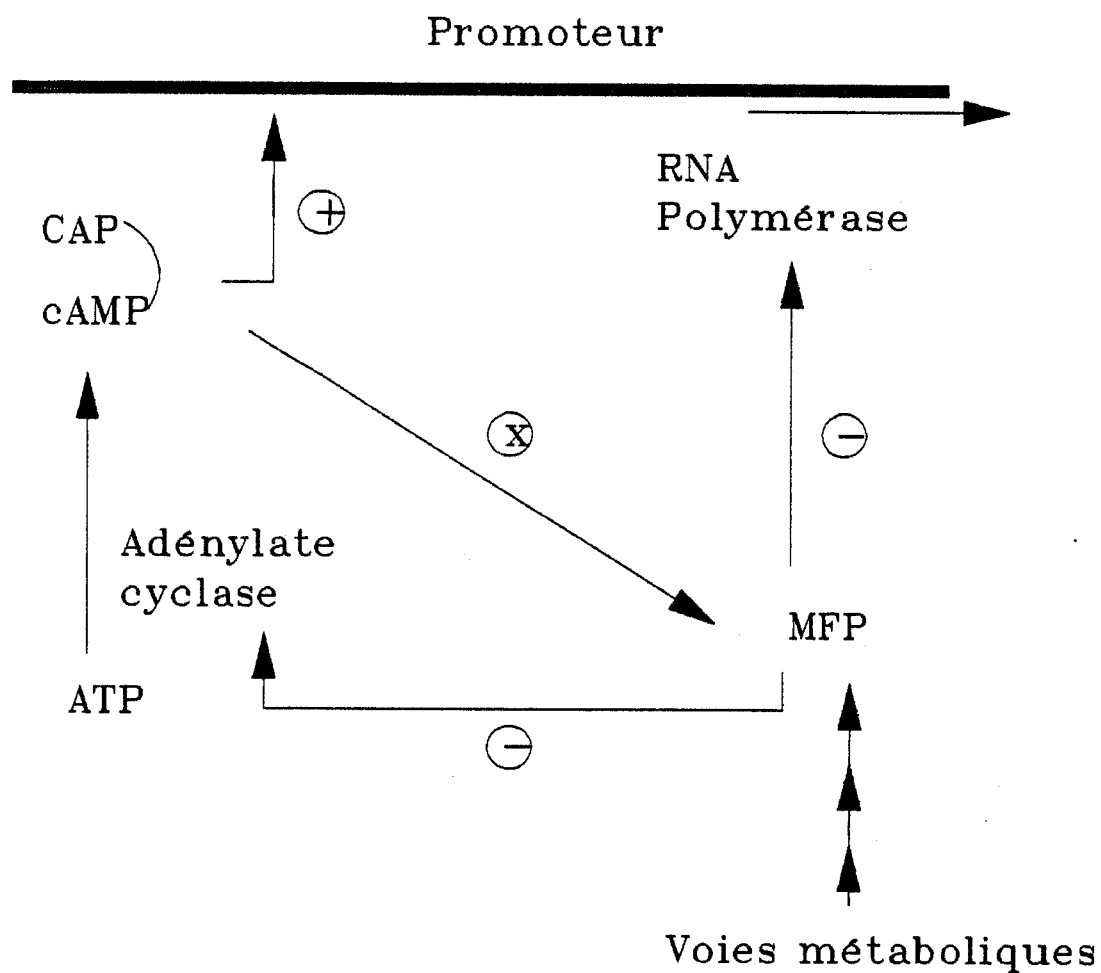 Promoteur
RNA
Polymérase
+
CAP
cAMP
x
-
Adénylate
cyclase
MFP
ATP
-
Voies métaboliques